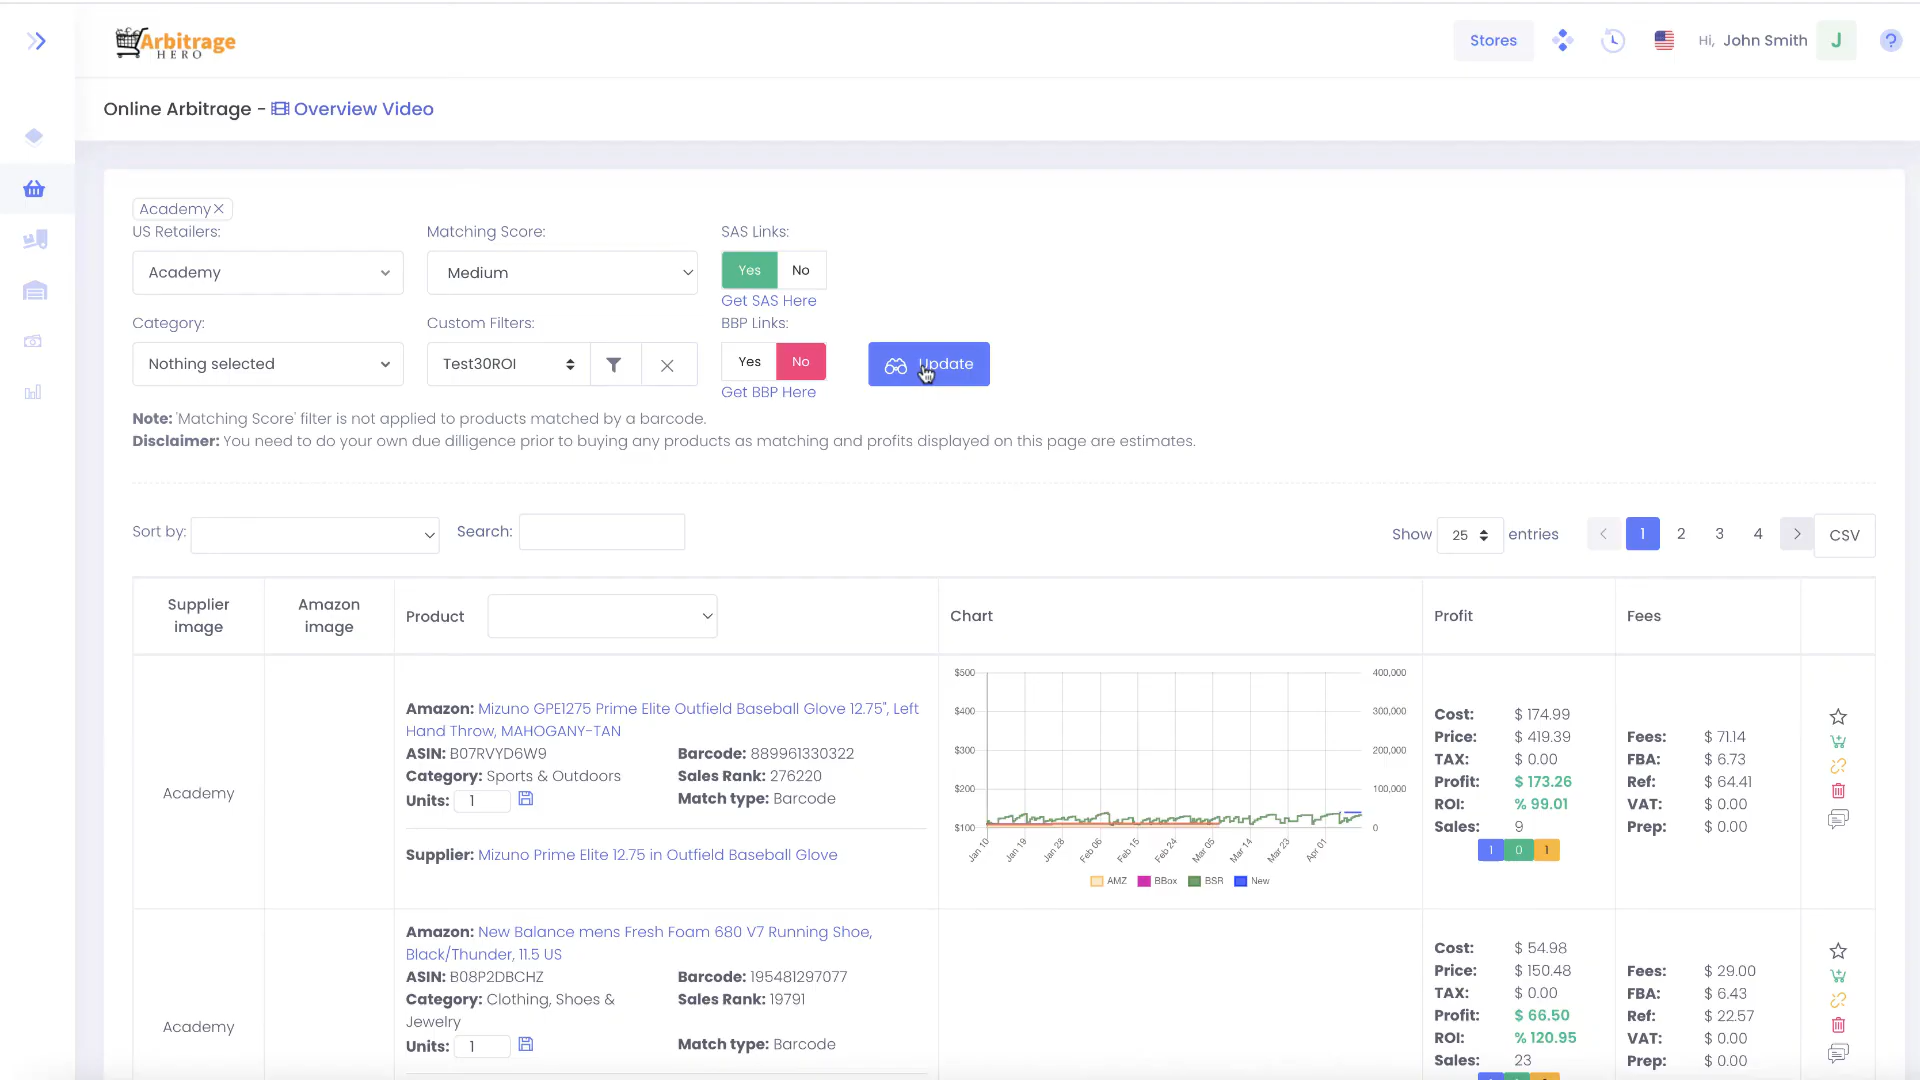 Arbitrage
HERO
Stores
Hi, John Smith
J
?
Online Arbitrage - Overview Video
Academy
US Retailers:
Matching Score:
SAS Links:
Academy
Medium
Yes
No
Get SAS Here
Category:
Custom Filters:
BBP Links:
Nothing selected
Test30ROI
Yes
No
Update
Get BBP Here
Note: 'Matching Score' filter is not applied to products matched by a barcode.
Disclaimer: You need to do your own due dilligence prior to buying any products as matching and profits displayed on this page are estimates.
Sort by:
Search:
Show 25 entries
1 2 3 4
CSV
Supplier image
Amazon image
Product
Chart
Profit
Fees
Academy
Amazon: Mizuno GPE1275 Prime Elite Outfield Baseball Glove 12.75", Left
Hand Throw, MAHOGANY-TAN
ASIN: B07RVYD6W9
Barcode: 889961330322
Category: Sports & Outdoors
Sales Rank: 276220
Units: 1
Match type: Barcode
Supplier: Mizuno Prime Elite 12.75 in Outfield Baseball Glove
$500
$400
$300
$200
$100
400,000
300,000
200,000
100,000
0
Jan 10
Jan 19
Jan 28
Feb 06
Feb 15
Feb 24
Mar 05
Mar 14
Mar 23
Apr 01
AMZ BBox BSR New
Cost: $ 174.99
Price: $ 419.39
TAX: $ 0.00
Profit: $ 173.26
ROI: % 99.01
Sales: 9
1 0 1
Fees: $ 71.14
FBA: $ 6.73
Ref: $ 64.41
VAT: $ 0.00
Prep: $ 0.00
Academy
Amazon: New Balance mens Fresh Foam 680 V7 Running Shoe,
Black/Thunder, 11.5 US
ASIN: B08P2DBCHZ
Barcode: 195481297077
Category: Clothing, Shoes &
Jewelry
Sales Rank: 19791
Units: 1
Match type: Barcode
Cost: $ 54.98
Price: $ 150.48
TAX: $ 0.00
Profit: $ 66.50
ROI: % 120.95
Sales: 23
Fees: $ 29.00
FBA: $ 6.43
Ref: $ 22.57
VAT: $ 0.00
Prep: $ 0.00